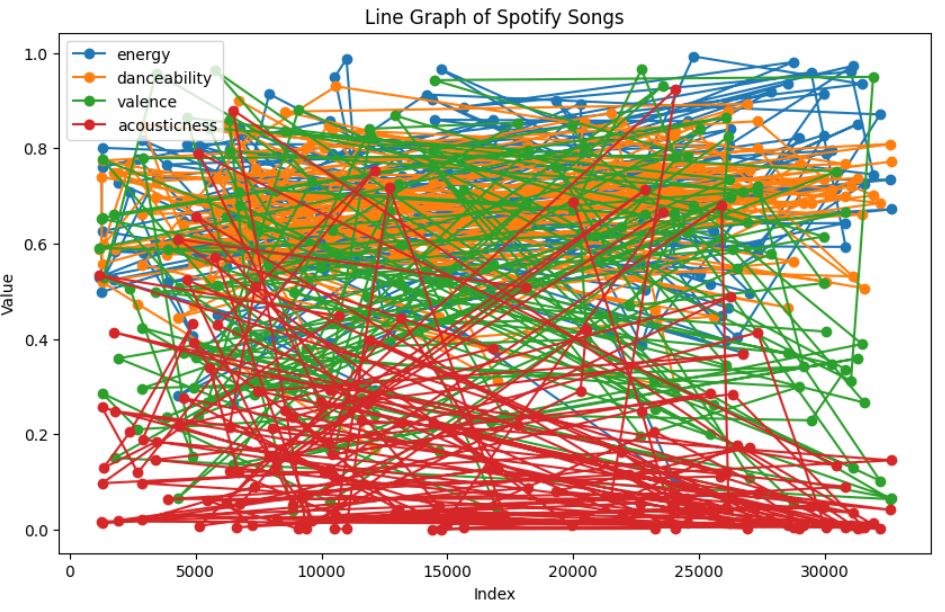 Line Graph of Spotify Songs
energy
danceability
valence
acousticness
1.0
0.8
0.6
0.4
0.2
0.0
Value
0
5000
10000
15000
20000
25000
30000
Index